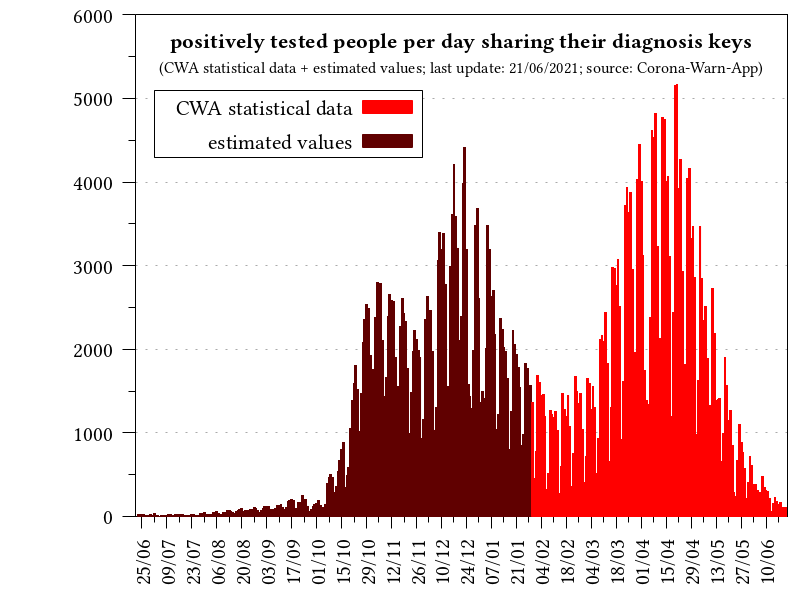 positively tested people per day sharing their diagnosis keys
(CWA statistical data + estimated values; last update: 21/06/2021; source: Corona-Warn-App)
CWA statistical data
estimated values
6000
5000
4000
3000
2000
1000
0
25/06 09/07 23/07 06/08 20/08 03/09 17/09 01/10 15/10 29/10 12/11 26/11 10/12 24/12 07/01 21/01 04/02 18/02 04/03 18/03 01/04 15/04 29/04 13/05 27/05 10/06